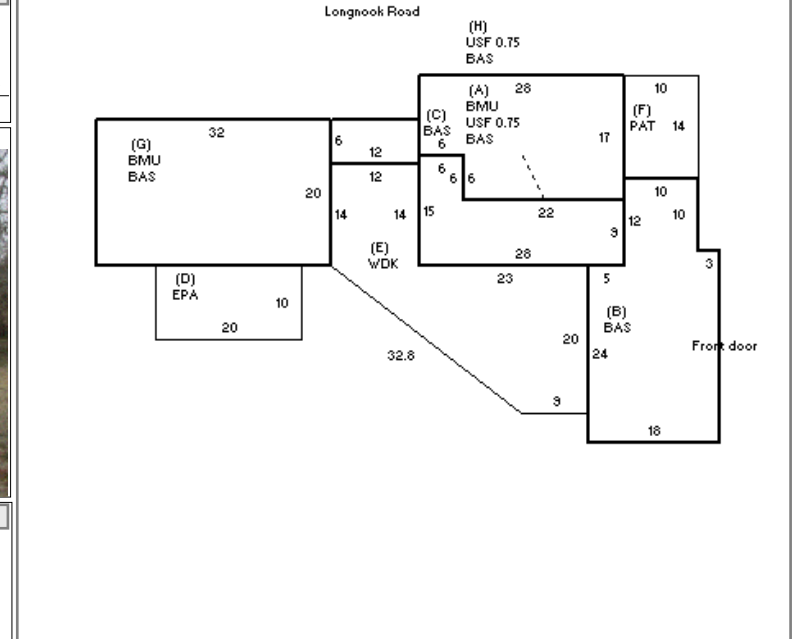 Longnook Road
(H)
USF 0.75
BAS
28
10
(A)
BMU
USF 0.75
BAS
(C)
BAS
6
17
(F)
PAT
14
32
(G)
BMU
BAS
20
6
12
12
14
14
(E)
WDK
6
6
6
15
22
9
28
10
10
12
3
(D)
EPA
10
20
23
5
(B)
BAS
20
24
Front door
32.8
9
18